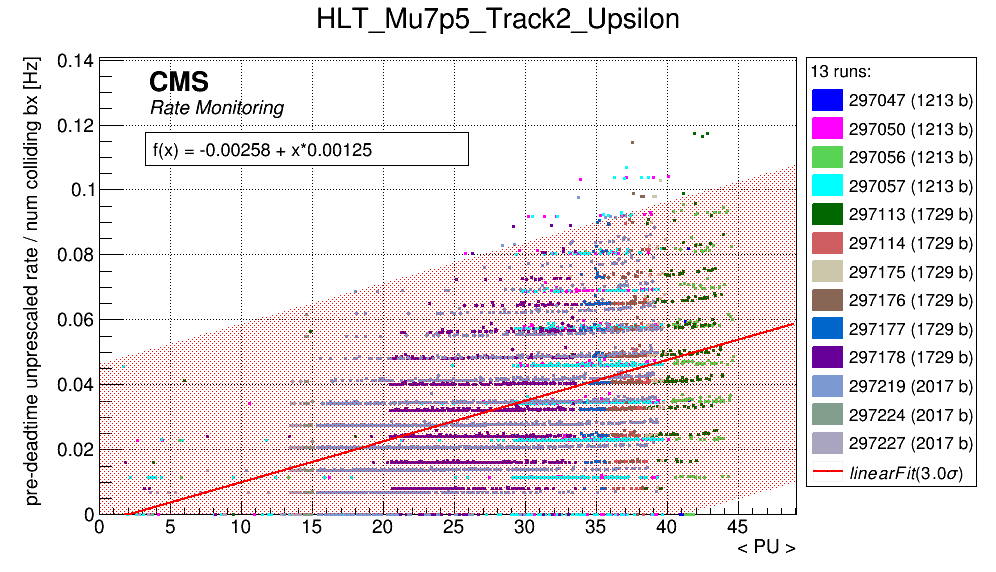 HLT_Mu7p5_Track2_Upsilon
pre-deadtime unprescaled rate / num colliding bx [Hz]
0.14
0.12
0.1
0.08
0.06
0.04
0.02
0
CMS
Rate Monitoring
f(x) = -0.00258 + x*0.00125
0 5 10 15 20 25 30 35 40 45
< PU >
13 runs:
297047 (1213 b)
297050 (1213 b)
297056 (1213 b)
297057 (1213 b)
297113 (1729 b)
297114 (1729 b)
297175 (1729 b)
297176 (1729 b)
297177 (1729 b)
297178 (1729 b)
297219 (2017 b)
297224 (2017 b)
297227 (2017 b)
linearFit(3.0σ)